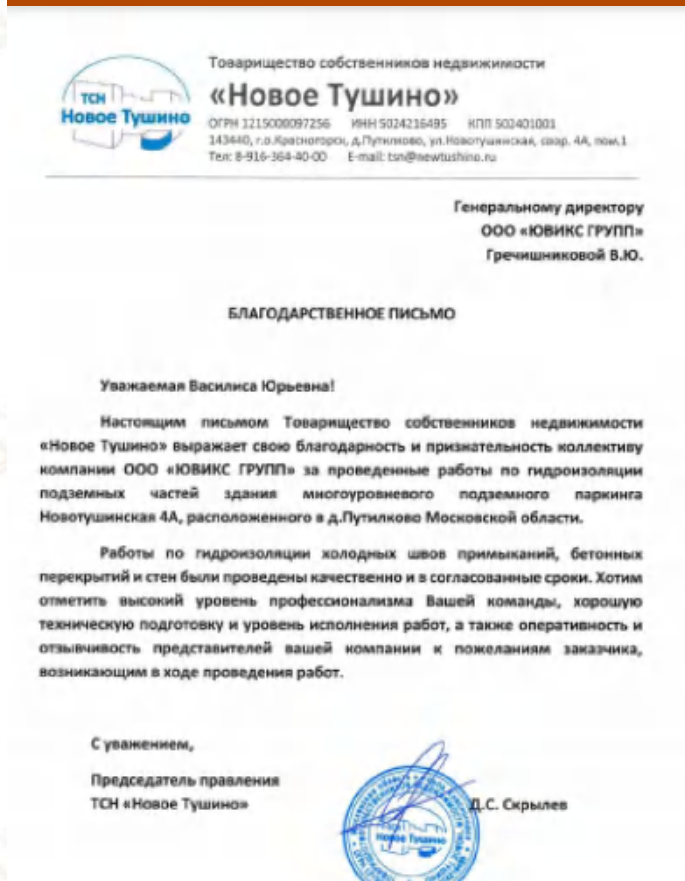 Товарищество собственников недвижимости
ТСН
Новое Тушино
«Новое Тушино»
ОГРН 1215000097256 ИНН 5024216495 КПП 502401001
143440, г.о.Красногорск, д.Путилково, ул.Новотушинская, соор. 4А, пом.1
Тел: 8-916-364-40-00 E-mail: tsn@newtushino.ru
Генеральному директору
ООО «ЮВИКС ГРУПП»
Гречишниковой В.Ю.
БЛАГОДАРСТВЕННОЕ ПИСЬМО
Уважаемая Василиса Юрьевна!
Настоящим письмом Товарищество собственников недвижимости
«Новое Тушино» выражает свою благодарность и признательность коллективу
компании ООО «ЮВИКС ГРУПП» за проведенные работы по гидроизоляции
подземных частей здания многоуровневого подземного паркинга
Новотушинская 4А, расположенного в д.Путилково Московской области.
Работы по гидроизоляции холодных швов примыканий, бетонных
перекрытий и стен были проведены качественно и в согласованные сроки. Хотим
отметить высокий уровень профессионализма Вашей команды, хорошую
техническую подготовку и уровень исполнения работ, а также оперативность и
отзывчивость представителей вашей компании к пожеланиям заказчика,
возникающим в ходе проведения работ.
С уважением,
Председатель правления
ТСН «Новое Тушино»
Д.С. Скрылев
Новое Тушино